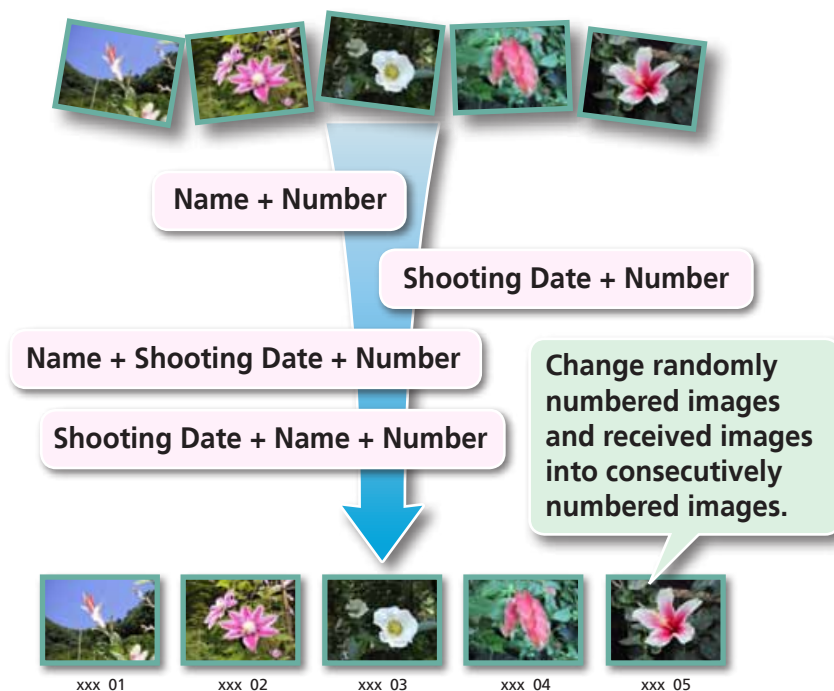 Name + Number
Shooting Date + Number
Name + Shooting Date + Number
Shooting Date + Name + Number
Change randomly
numbered images
and received images
into consecutively
numbered images.
xxx_01
xxx_02
xxx_03
xxx_04
xxx_05